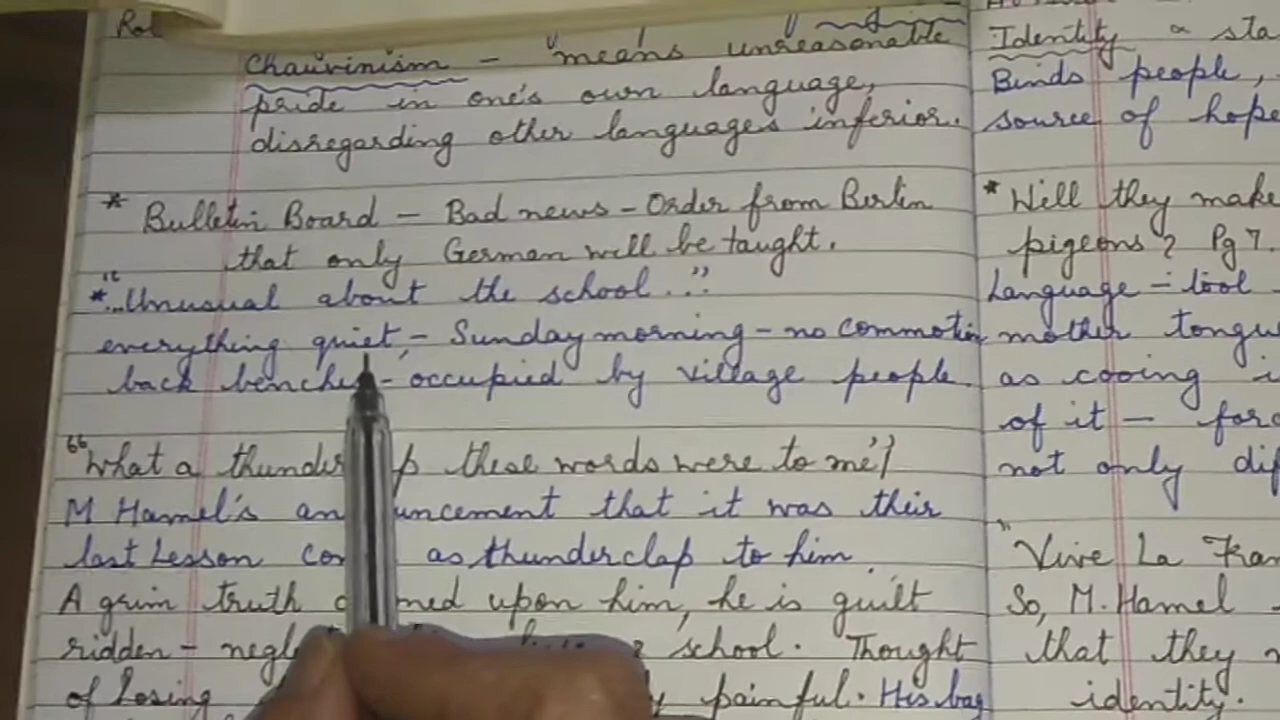 Chauvinism - means unreasonable
pride in one's own language,
disregarding other languages inferior.
* Bulletin Board - Bad news - Order from Berlin
that only German will be taught.
* "...Unusual about the school.."
everything quiet, - Sunday morning - no commotion
back benches - occupied by village people.
"What a thunder p these words were to me"!
M Hamel's an uncement that it was their
last Lesson as thunderclap to him
A grim truth upon him, he is guilt
ridden - school. Thought
of losing painful. His bag
Identity
Binds people,
source of hope
* Will they make
pigeons? Pg 7.
Language - tool
mother
as cooing
of it -
not only
"Vive La
So, M. Hamel
that they
identity.